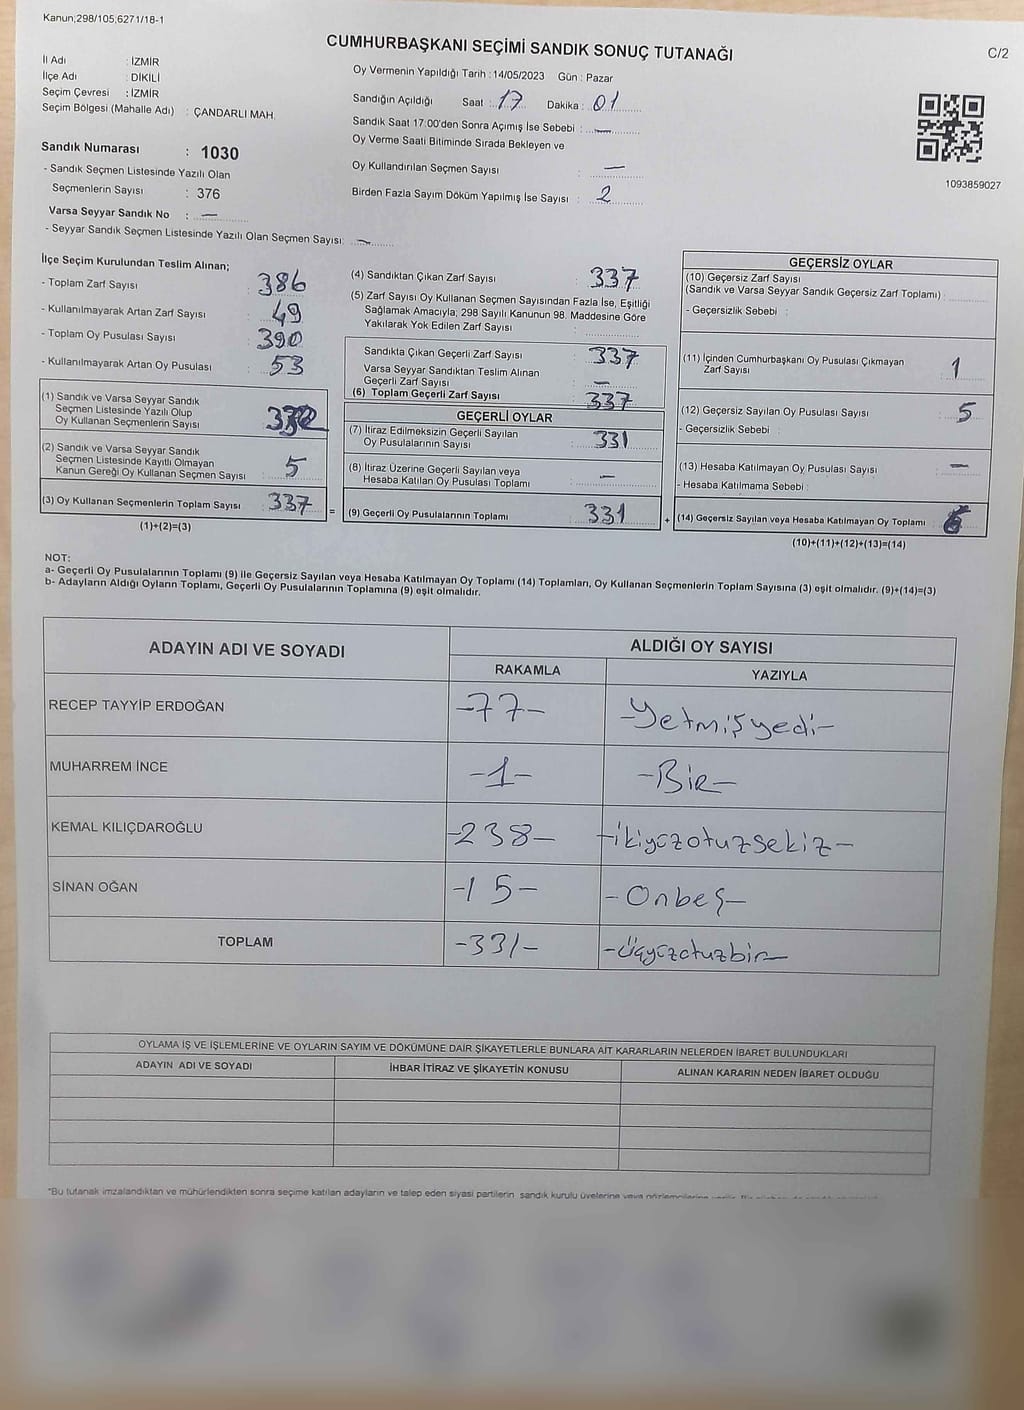 Kanun;298/105,6271/18-1
CUMHURBAŞKANI SEÇİMİ SANDIK SONUÇ TUTANAĞI
C/2
İl Adı : İZMİR
İlçe Adı : DİKİLİ
Seçim Çevresi : İZMİR
Seçim Bölgesi (Mahalle Adı) : ÇANDARLI MAH.
Oy Vermenin Yapıldığı Tarih : 14/05/2023 Gün : Pazar
Sandığın Açıldığı Saat : 17 Dakika : 01
Sandık Saat 17:00'den Sonra Açımış İse Sebebi : —
Oy Verme Saati Bitiminde Sırada Bekleyen ve
Oy Kullandırılan Seçmen Sayısı : —
Birden Fazla Sayım Döküm Yapılmış İse Sayısı : 2
1093859027
Sandık Numarası : 1030
- Sandık Seçmen Listesinde Yazılı Olan
Seçmenlerin Sayısı : 376
Varsa Seyyar Sandık No : —
- Seyyar Sandık Seçmen Listesinde Yazılı Olan Seçmen Sayısı: —
İlçe Seçim Kurulundan Teslim Alınan;
- Toplam Zarf Sayısı : 386
- Kullanılmayarak Artan Zarf Sayısı : 49
- Toplam Oy Pusulası Sayısı : 390
- Kullanılmayarak Artan Oy Pusulası : 53
(1) Sandık ve Varsa Seyyar Sandık
Seçmen Listesinde Yazılı Olup
Oy Kullanan Seçmenlerin Sayısı : 332
(2) Sandık ve Varsa Seyyar Sandık
Seçmen Listesinde Kayıtlı Olmayan
Kanun Gereği Oy Kullanan Seçmen Sayısı : 5
(3) Oy Kullanan Seçmenlerin Toplam Sayısı : 337
(1)+(2)=(3)
=
(4) Sandıktan Çıkan Zarf Sayısı : 337
(5) Zarf Sayısı Oy Kullanan Seçmen Sayısından Fazla İse, Eşitliği
Sağlamak Amacıyla; 298 Sayılı Kanunun 98. Maddesine Göre
Yakılarak Yok Edilen Zarf Sayısı :
Sandıkta Çıkan Geçerli Zarf Sayısı : 337
Varsa Seyyar Sandıktan Teslim Alınan
Geçerli Zarf Sayısı : —
(6) Toplam Geçerli Zarf Sayısı : 337
GEÇERLİ OYLAR
(7) İtiraz Edilmeksizin Geçerli Sayılan
Oy Pusulalarının Sayısı : 331
(8) İtiraz Üzerine Geçerli Sayılan veya
Hesaba Katılan Oy Pusulası Toplamı : —
(9) Geçerli Oy Pusulalarının Toplamı : 331
+
GEÇERSİZ OYLAR
(10) Geçersiz Zarf Sayısı
(Sandık ve Varsa Seyyar Sandık Geçersiz Zarf Toplamı) :
- Geçersizlik Sebebi :
(11) İçinden Cumhurbaşkanı Oy Pusulası Çıkmayan
Zarf Sayısı : 1
(12) Geçersiz Sayılan Oy Pusulası Sayısı : 5
- Geçersizlik Sebebi :
(13) Hesaba Katılmayan Oy Pusulası Sayısı : —
- Hesaba Katılmama Sebebi :
(14) Geçersiz Sayılan veya Hesaba Katılmayan Oy Toplamı : 6
(10)+(11)+(12)+(13)=(14)
NOT:
a- Geçerli Oy Pusulalarının Toplamı (9) ile Geçersiz Sayılan veya Hesaba Katılmayan Oy Toplamı (14) Toplamları, Oy Kullanan Seçmenlerin Toplam Sayısına (3) eşit olmalıdır. (9)+(14)=(3)
b- Adayların Aldığı Oyların Toplamı, Geçerli Oy Pusulalarının Toplamına (9) eşit olmalıdır.
ADAYIN ADI VE SOYADI ALDIĞI OY SAYISI
RAKAMLA YAZIYLA
RECEP TAYYİP ERDOĞAN -77- -Yetmişyedi-
MUHARREM İNCE -1- -Bir-
KEMAL KILIÇDAROĞLU -238- -ikiyüzotuzsekiz-
SİNAN OĞAN -15- -Onbeş-
TOPLAM -331- -üçyüzotuzbir-
OYLAMA İŞ VE İŞLEMLERİNE VE OYLARIN SAYIM VE DÖKÜMÜNE DAİR ŞİKAYETLERLE BUNLARA AİT KARARLARIN NELERDEN İBARET BULUNDUKLARI
ADAYIN ADI VE SOYADI İHBAR İTİRAZ VE ŞİKAYETİN KONUSU ALINAN KARARIN NEDEN İBARET OLDUĞU
*Bu tutanak imzalandıktan ve mühürlendikten sonra seçime katılan adayların ve talep eden siyasi partilerin sandık kurulu üyelerine veya